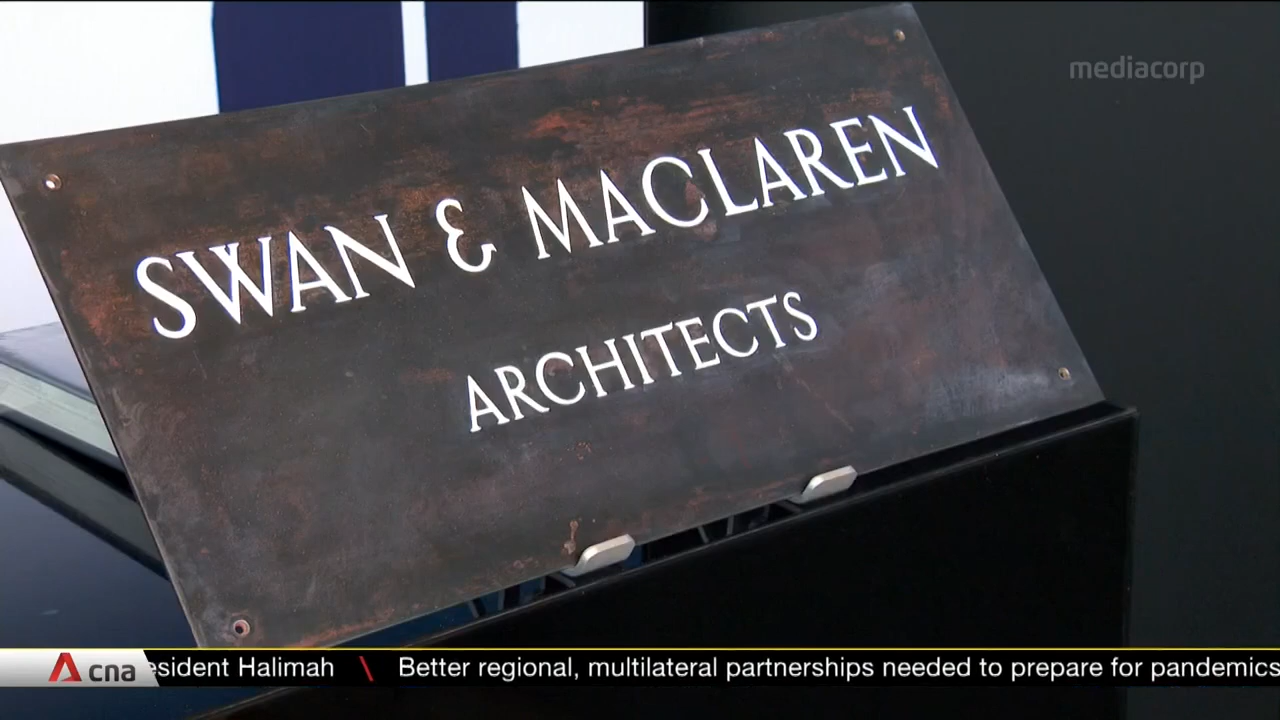 mediacorp
SWAN & MACLAREN
ARCHITECTS
cna
esident Halimah \ Better regional, multilateral partnerships needed to prepare for pandemics